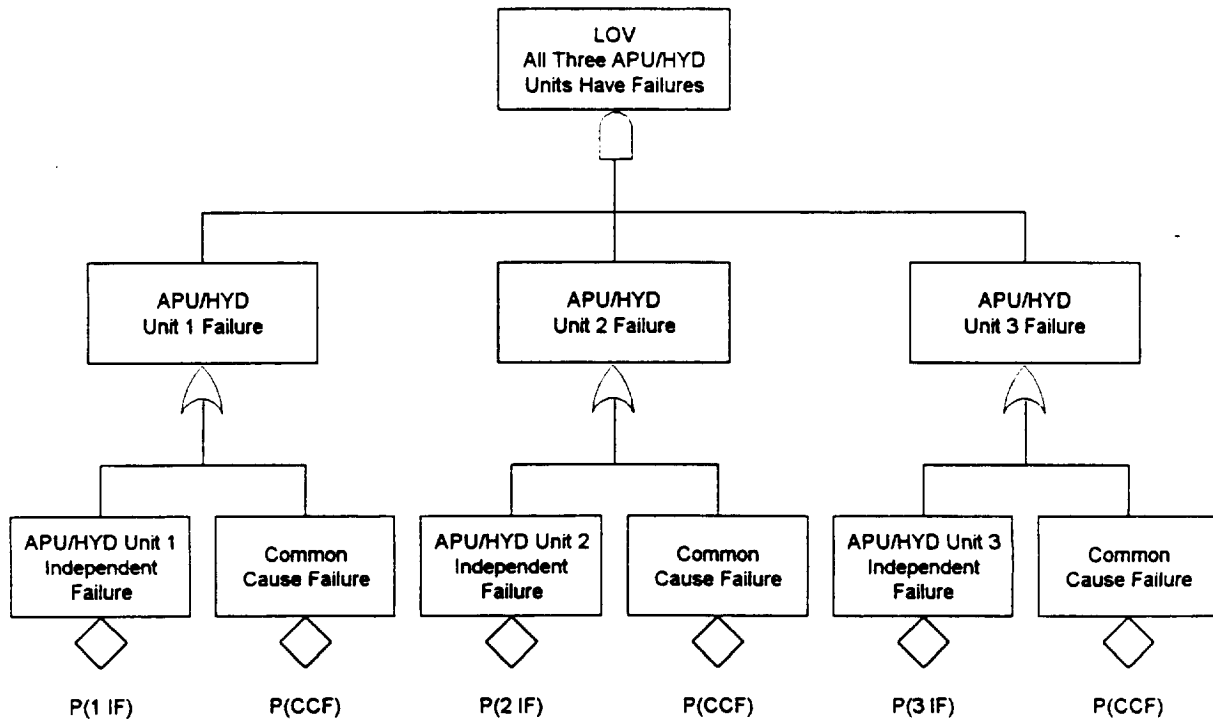 LOV
All Three APU/HYD
Units Have Failures
APU/HYD
Unit 1 Failure
APU/HYD
Unit 2 Failure
APU/HYD
Unit 3 Failure
APU/HYD Unit 1
Independent
Failure
Common
Cause Failure
APU/HYD Unit 2
Independent
Failure
Common
Cause Failure
APU/HYD Unit 3
Independent
Failure
Common
Cause Failure
P(1 IF)
P(CCF)
P(2 IF)
P(CCF)
P(3 IF)
P(CCF)